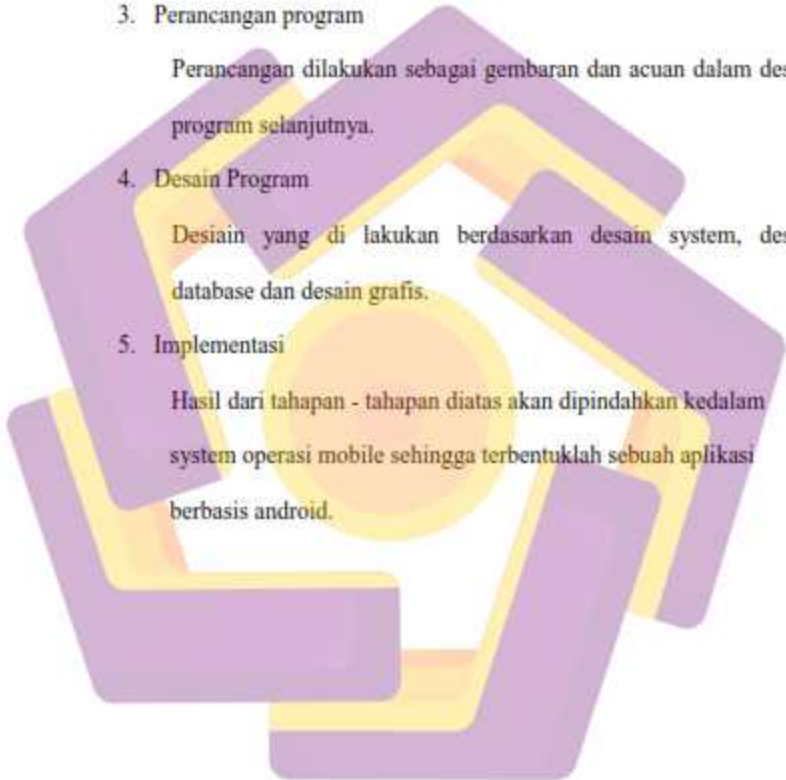 3. Perancangan program
Perancangan dilakukan sebagai gembaran dan acuan dalam des
program selanjutnya.
4. Desain Program
Desiain yang di lakukan berdasarkan desain system, des
database dan desain grafis.
5. Implementasi
Hasil dari tahapan - tahapan diatas akan dipindahkan kedalam
system operasi mobile sehingga terbentuklah sebuah aplikasi
berbasis android.